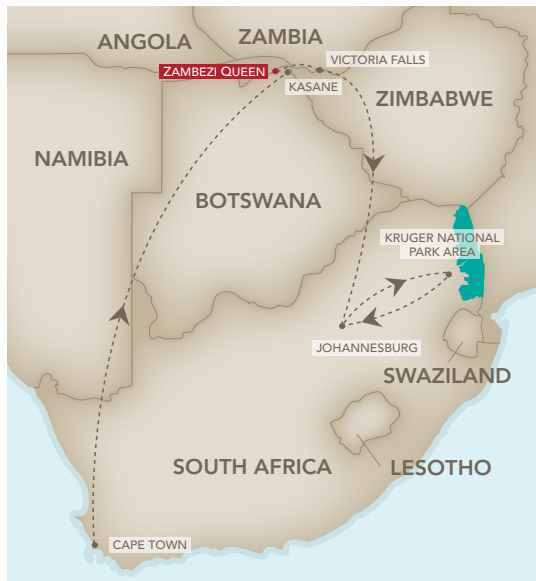 ANGOLA
ZAMBIA
VICTORIA FALLS
ZAMBEZI QUEEN
KASANE
ZIMBABWE
NAMIBIA
BOTSWANA
KRUGER NATIONAL
PARK AREA
JOHANNESBURG
SWAZILAND
SOUTH AFRICA
LESOTHO
CAPE TOWN